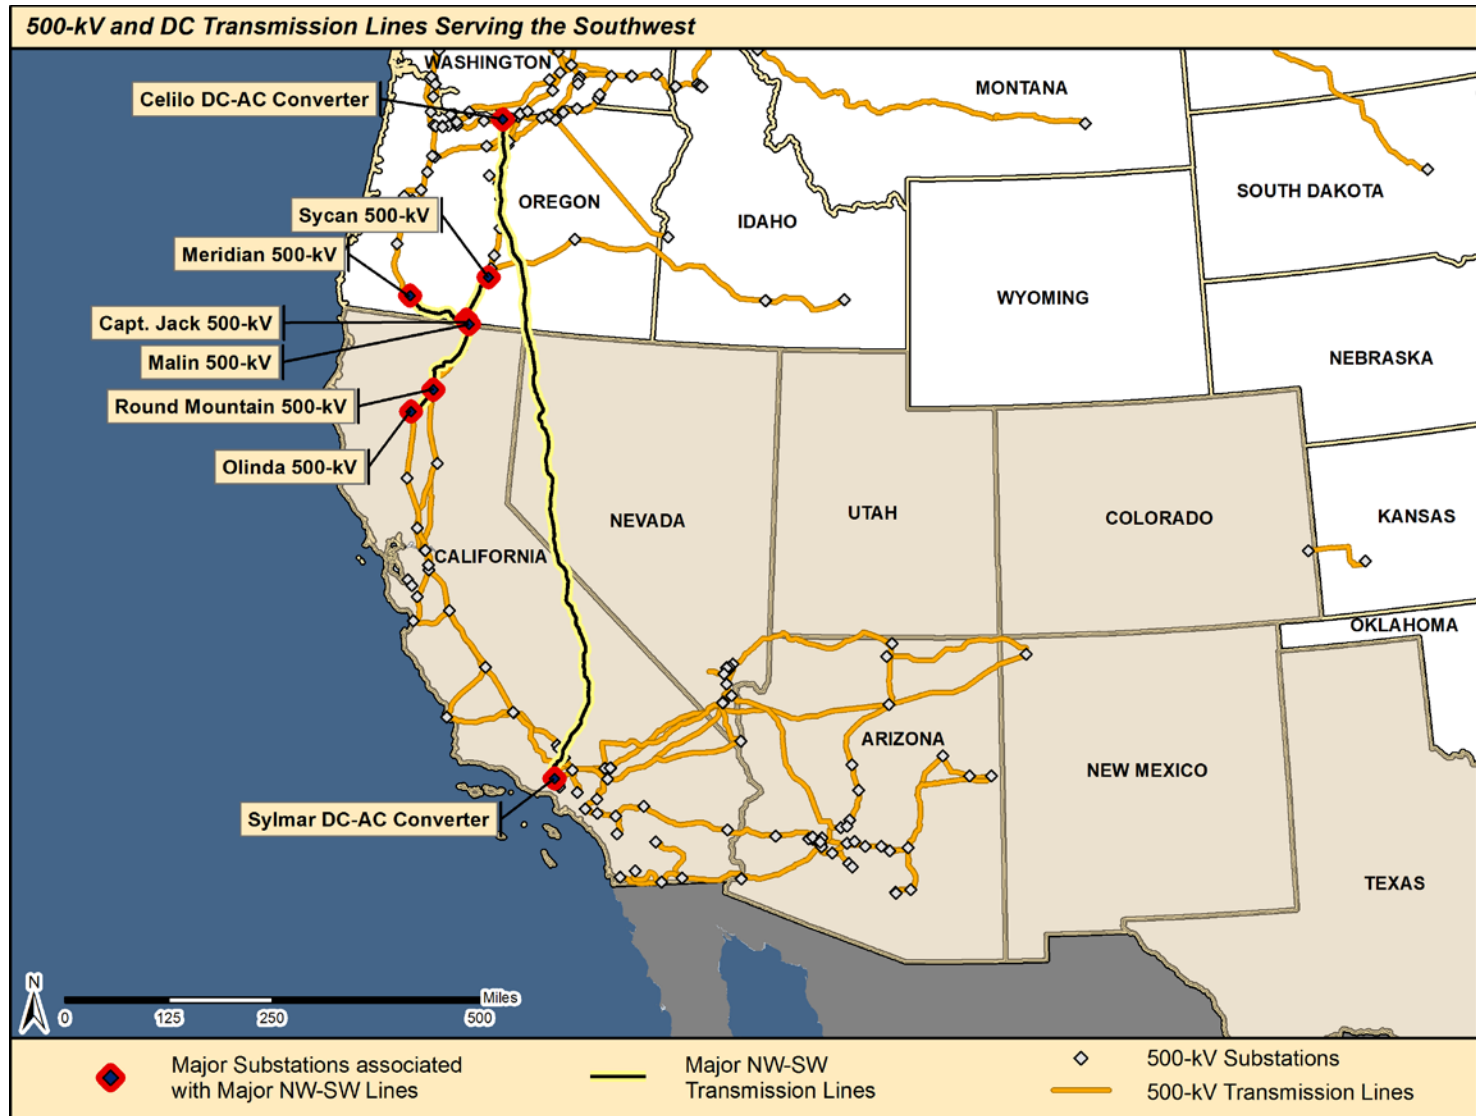 500-kV and DC Transmission Lines Serving the Southwest
WASHINGTON
MONTANA
Celilo DC-AC Converter
SOUTH DAKOTA
OREGON
Sycan 500-kV
IDAHO
Meridian 500-kV
WYOMING
Capt. Jack 500-kV
Malin 500-kV
NEBRASKA
Round Mountain 500-kV
Olinda 500-kV
NEVADA
UTAH
COLORADO
KANSAS
CALIFORNIA
OKLAHOMA
ARIZONA
NEW MEXICO
Sylmar DC-AC Converter
TEXAS
N
Miles
0 125 250 500
Major Substations associated
with Major NW-SW Lines
Major NW-SW
Transmission Lines
500-kV Substations
500-kV Transmission Lines